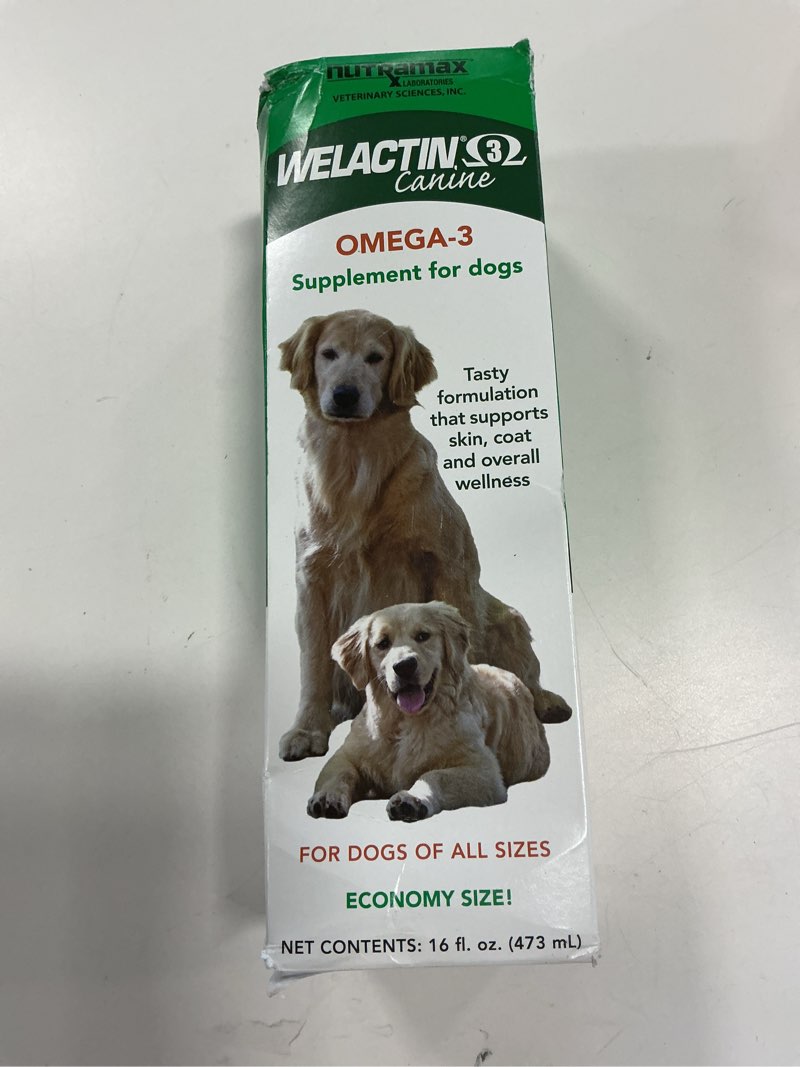 nutramax
LABORATORIES
VETERINARY SCIENCES, INC.
WELACTIN® Ω3
Canine
OMEGA-3
Supplement for dogs
Tasty
formulation
that supports
skin, coat
and overall
wellness
FOR DOGS OF ALL SIZES
ECONOMY SIZE!
NET CONTENTS: 16 fl. oz. (473 mL)